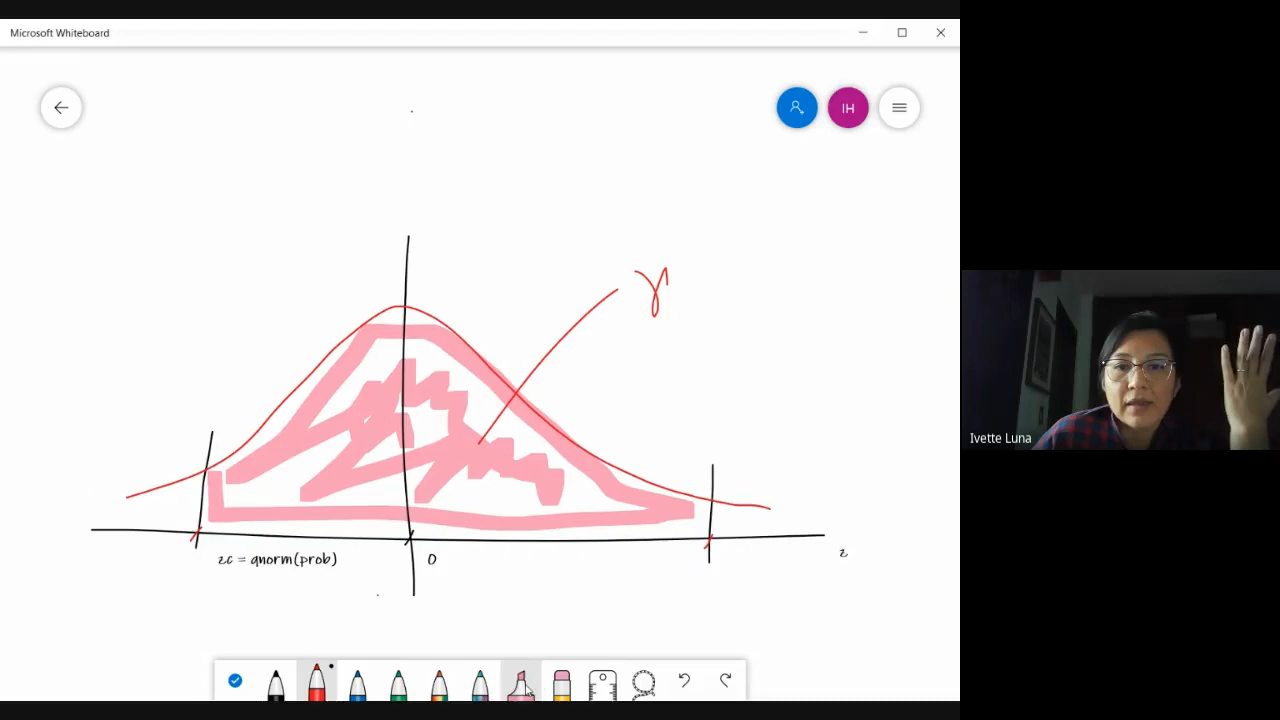 Microsoft Whiteboard
IH
γ
Ivette Luna
zc = qnorm(prob)
0
z